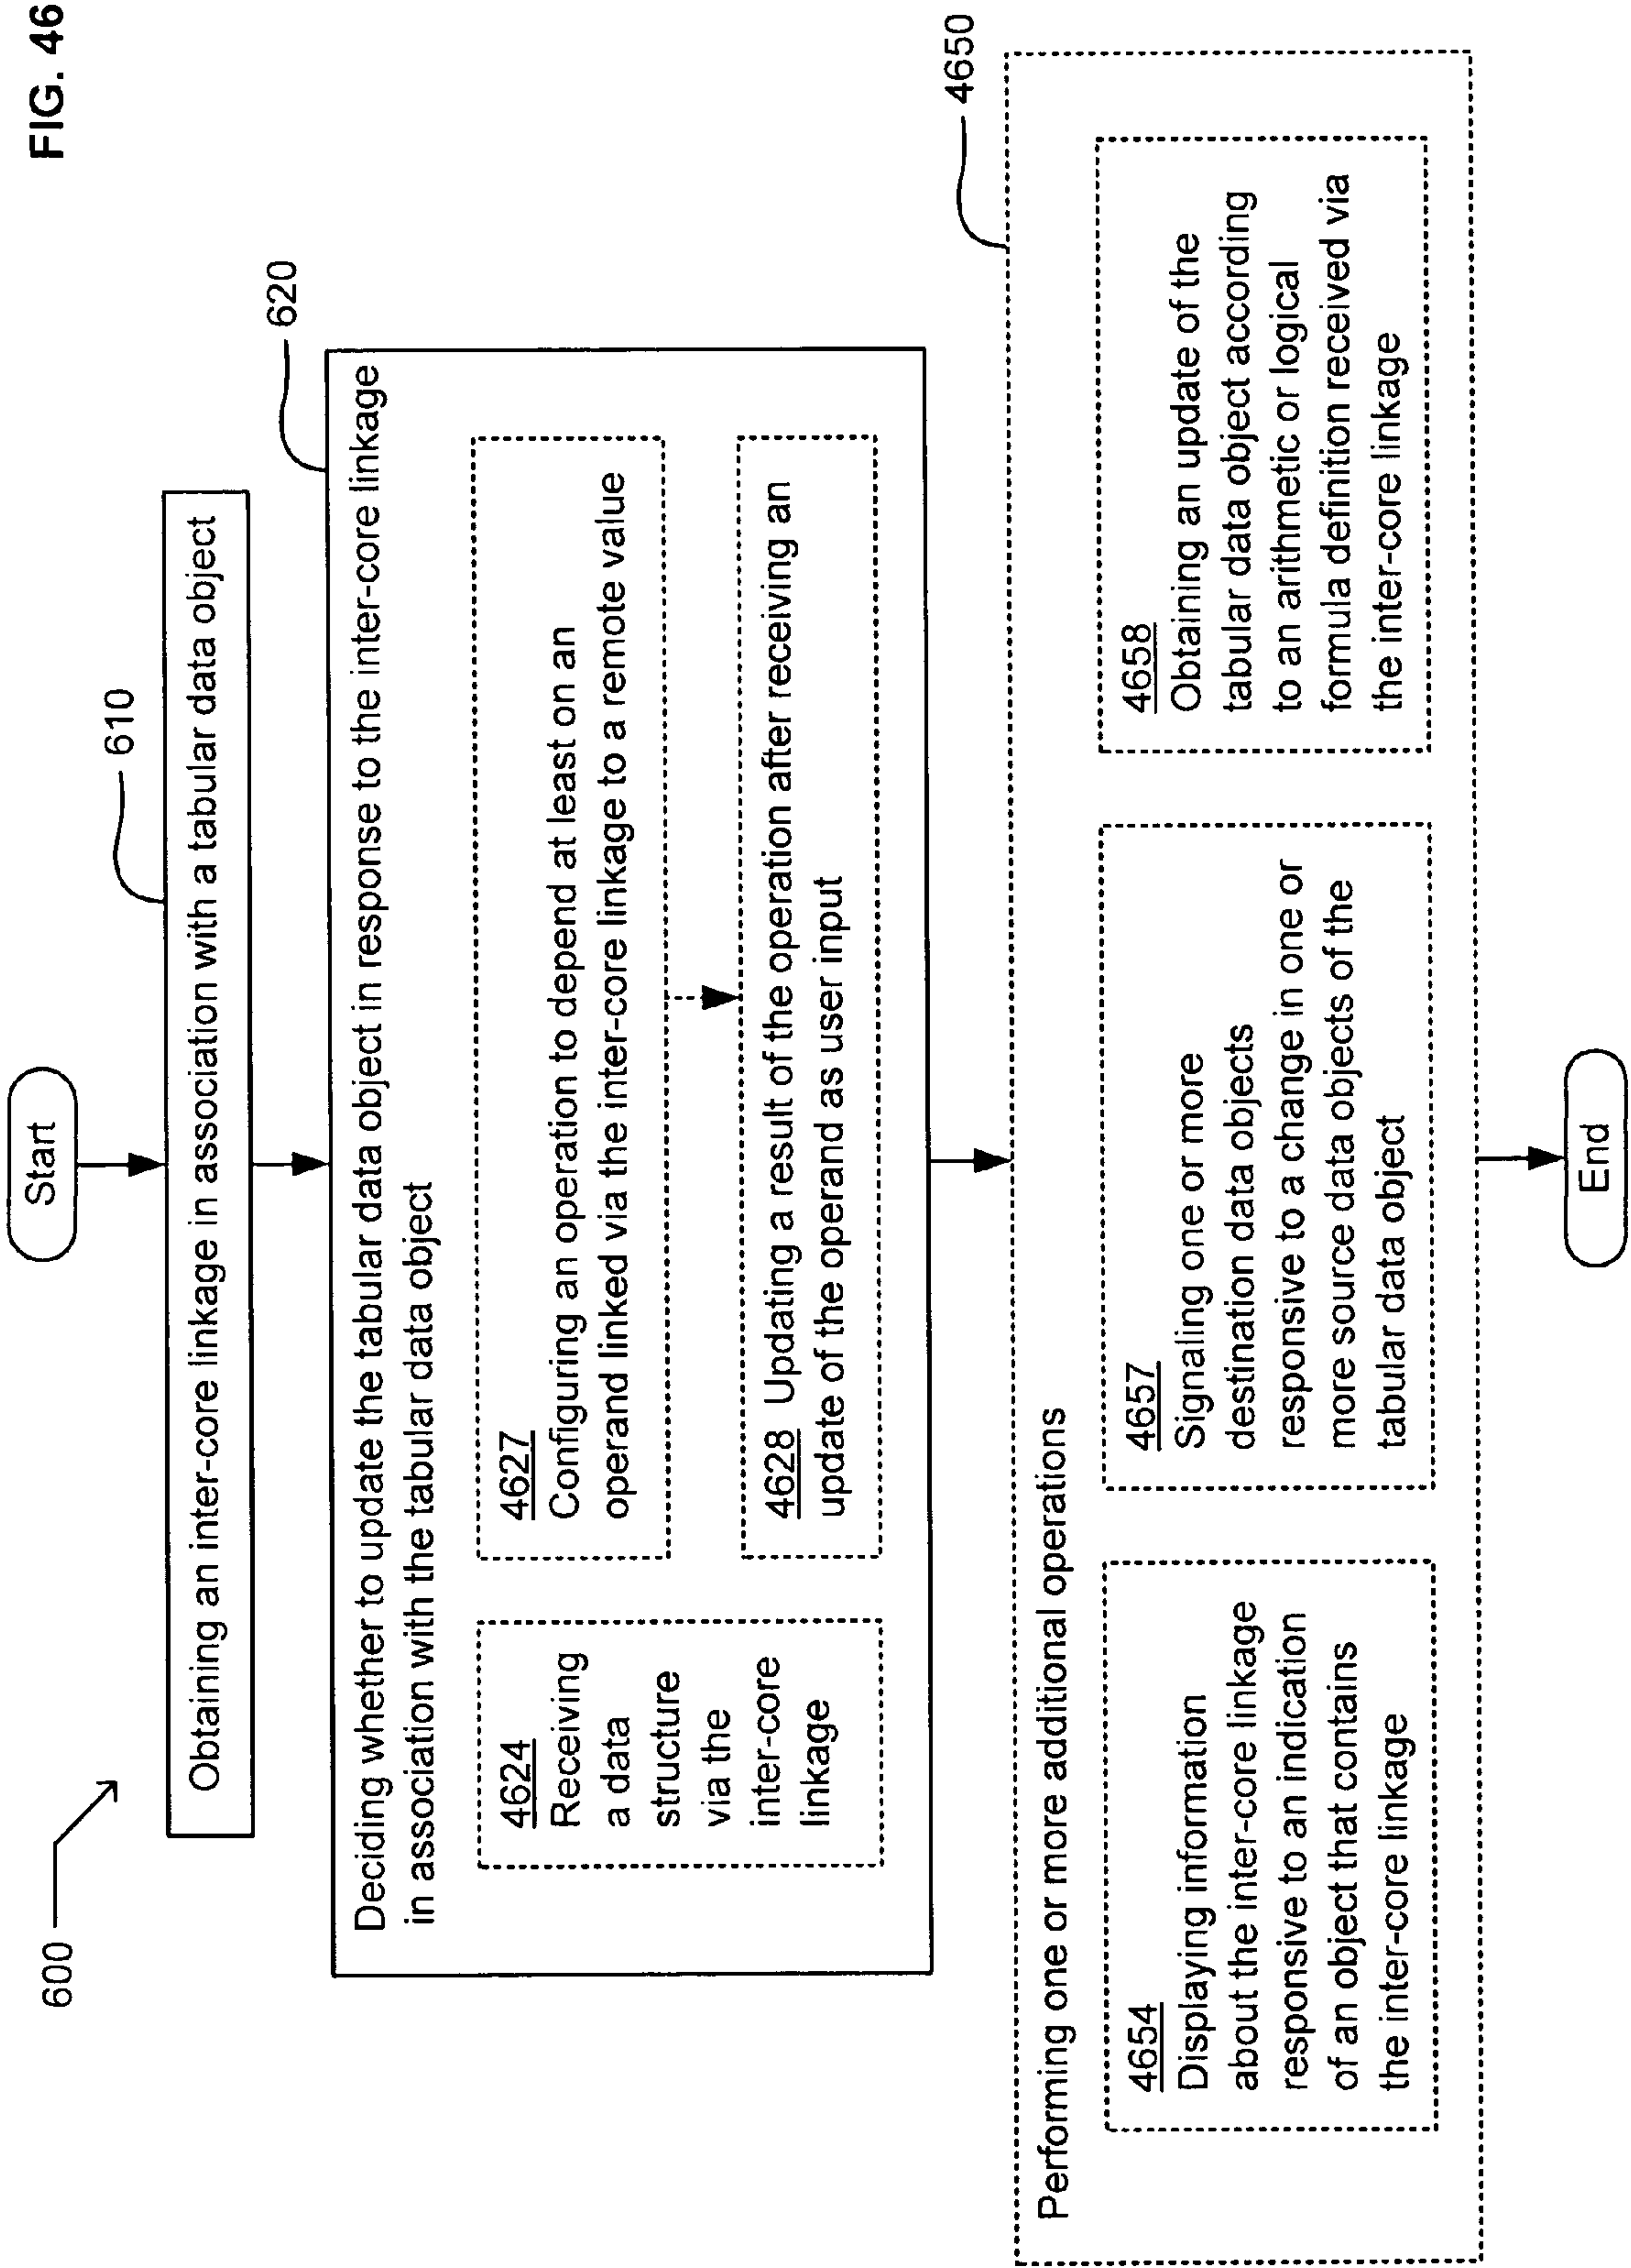 FIG. 46
600
Start
610
Obtaining an inter-core linkage in association with a tabular data object
620
Deciding whether to update the tabular data object in response to the inter-core linkage
in association with the tabular data object
4624
Receiving
a data
structure
via the
inter-core
linkage
4627
Configuring an operation to depend at least on an
operand linked via the inter-core linkage to a remote value
4628 Updating a result of the operation after receiving an
update of the operand as user input
4650
Performing one or more additional operations
4654
Displaying information
about the inter-core linkage
responsive to an indication
of an object that contains
the inter-core linkage
4657
Signaling one or more
destination data objects
responsive to a change in one or
more source data objects of the
tabular data object
4658
Obtaining an update of the
tabular data object according
to an arithmetic or logical
formula definition received via
the inter-core linkage
End